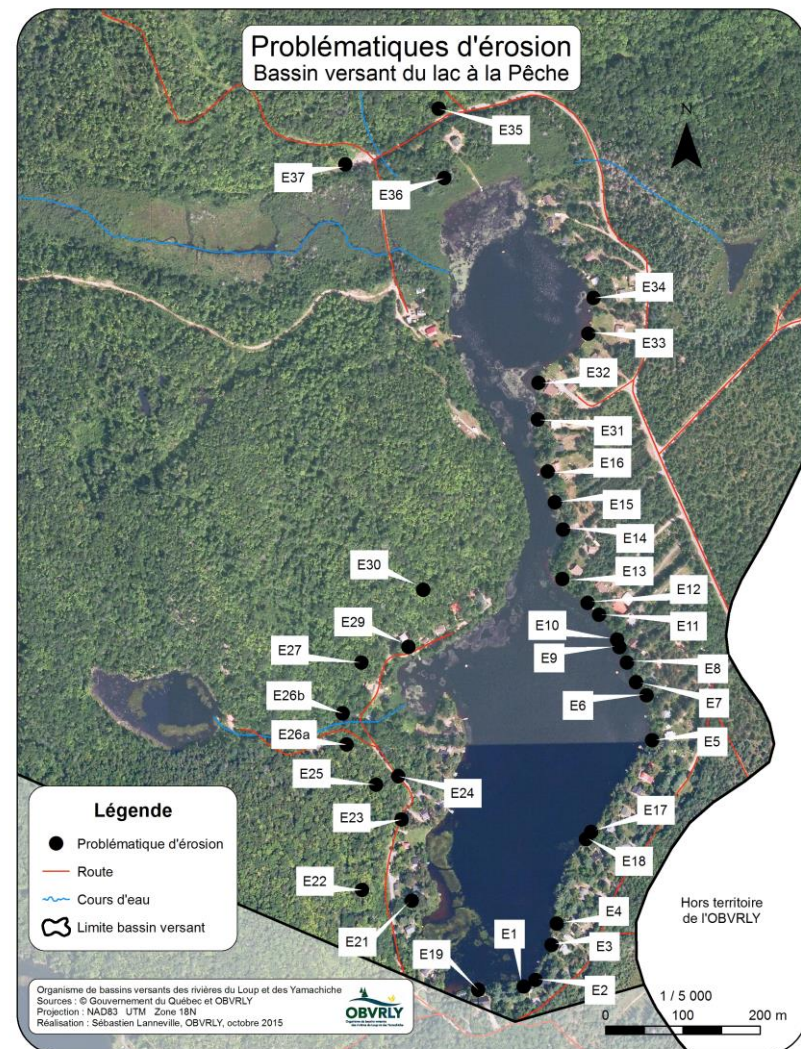 Problématiques d'érosion
Bassin versant du lac à la Pêche
N
E35
E37
E36
E34
E33
E32
E31
E16
E15
E14
E13
E30
E12
E11
E29
E10
E9
E27
E8
E7
E26b
E6
E26a
E5
E25
E24
E23
E17
E18
E22
E4
E21
E1
E3
E19
E2
Légende
Problématique d'érosion
Route
Cours d'eau
Limite bassin versant
Hors territoire
de l'OBVRLY
Organisme de bassins versants des rivières du Loup et des Yamachiche
Sources : © Gouvernement du Québec et OBVRLY
Projection : NAD83 UTM Zone 18N
Réalisation : Sébastien Lanneville, OBVRLY, octobre 2015
OBVRLY
1 / 5 000
0 100 200 m